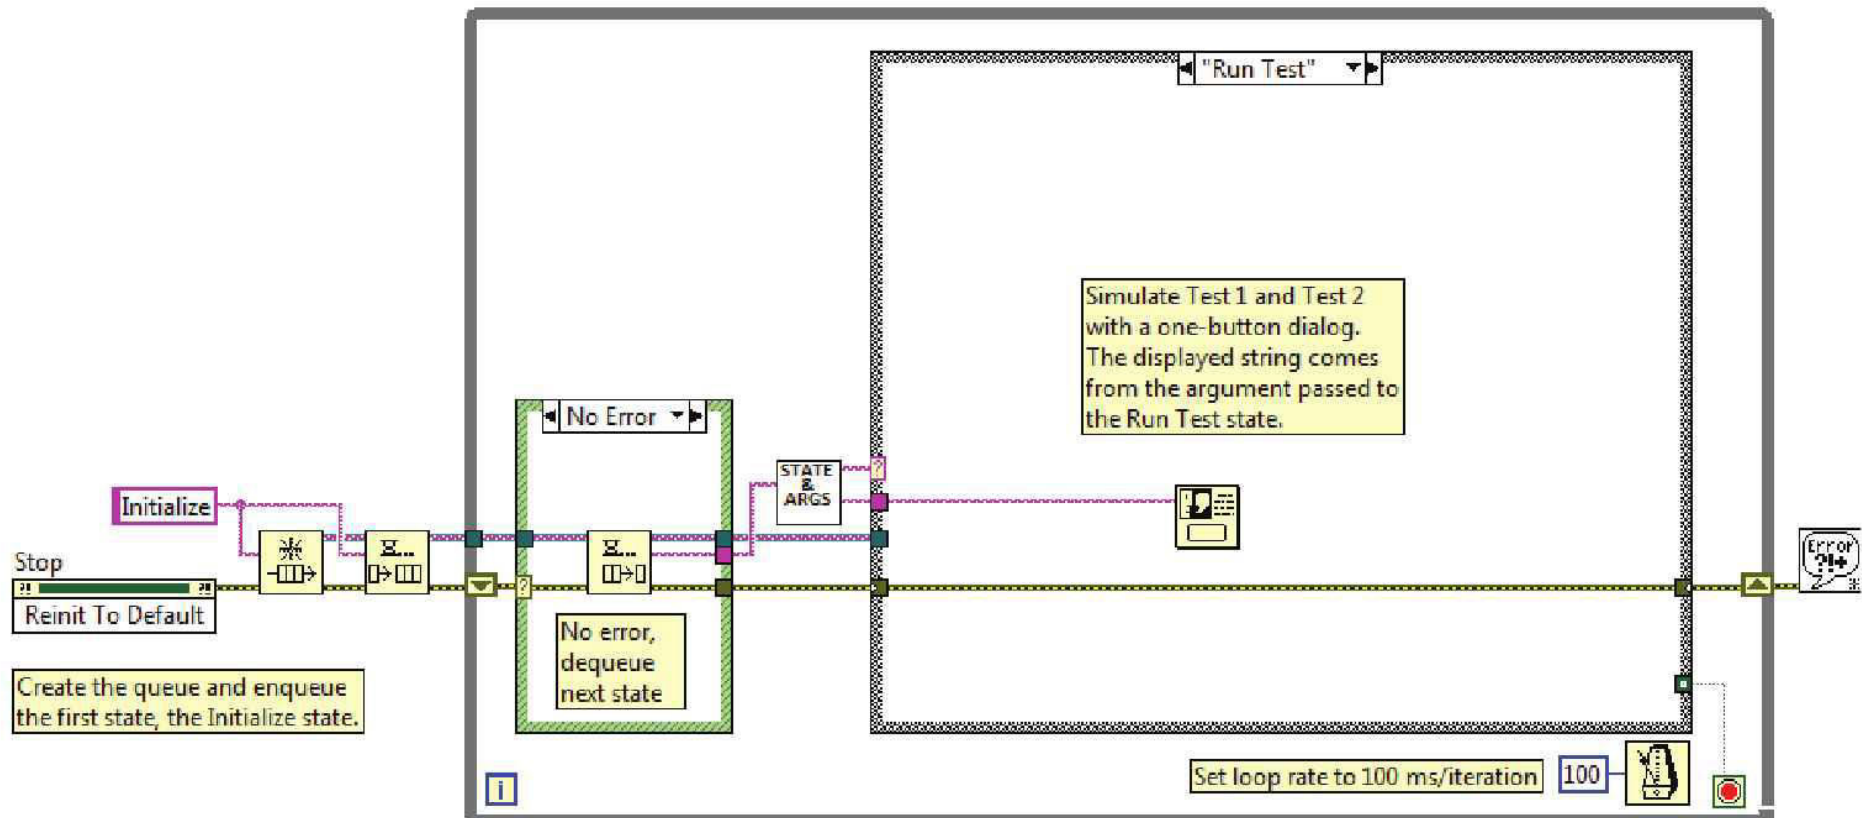 "Run Test"
Simulate Test 1 and Test 2
with a one-button dialog.
The displayed string comes
from the argument passed to
the Run Test state.
No Error
STATE
&
ARGS
?
Initialize
Stop
?!
?!
Reinit To Default
?
Error
?!+
No error,
dequeue
next state
Create the queue and enqueue
the first state, the Initialize state.
Set loop rate to 100 ms/iteration
100
i